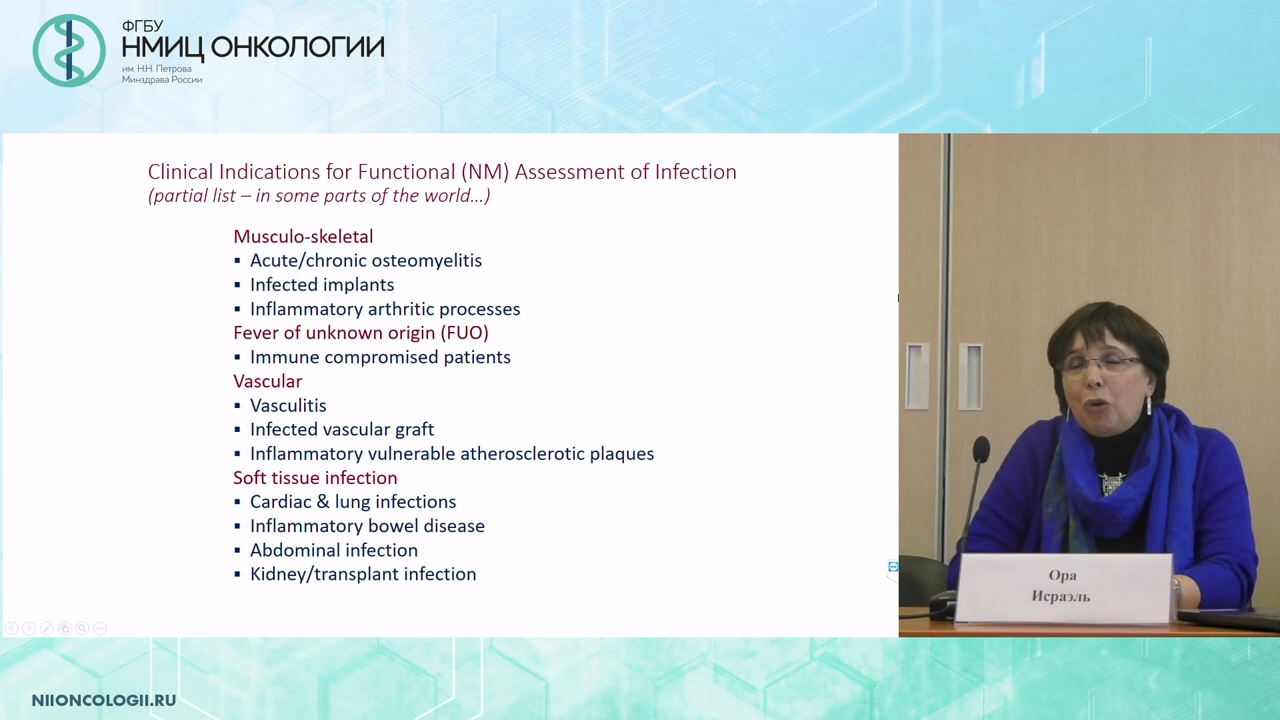 ФГБУ
НМИЦ ОНКОЛОГИИ
им. Н.Н. Петрова
Минздрава России
Clinical Indications for Functional (NM) Assessment of Infection
(partial list – in some parts of the world...)
Musculo-skeletal
▪ Acute/chronic osteomyelitis
▪ Infected implants
▪ Inflammatory arthritic processes
Fever of unknown origin (FUO)
▪ Immune compromised patients
Vascular
▪ Vasculitis
▪ Infected vascular graft
▪ Inflammatory vulnerable atherosclerotic plaques
Soft tissue infection
▪ Cardiac & lung infections
▪ Inflammatory bowel disease
▪ Abdominal infection
▪ Kidney/transplant infection
Ора
Исраэль
NIIONCOLOGII.RU